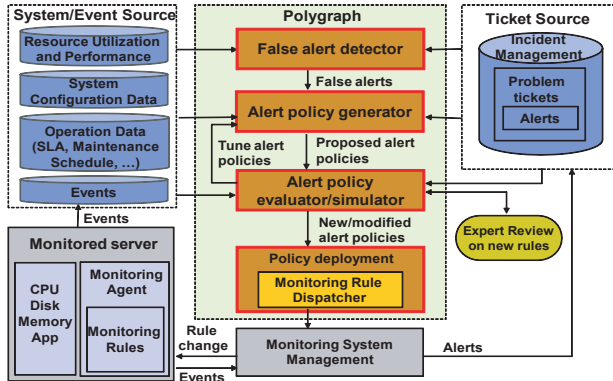 System/Event Source
Resource Utilization
and Performance
System
Configuration Data
Operation Data
(SLA, Maintenance
Schedule, ...)
Events
Polygraph
False alert detector
False alerts
Alert policy generator
Tune alert
policies
Proposed alert
policies
Alert policy
evaluator/simulator
New/modified
alert policies
Policy deployment
Monitoring Rule
Dispatcher
Ticket Source
Incident
Management
Problem
tickets
Alerts
Expert Review
on new rules
Events
Monitored server
CPU
Disk
Memory
App
Monitoring
Agent
Monitoring
Rules
Rule
change
Events
Monitoring System
Management
Alerts